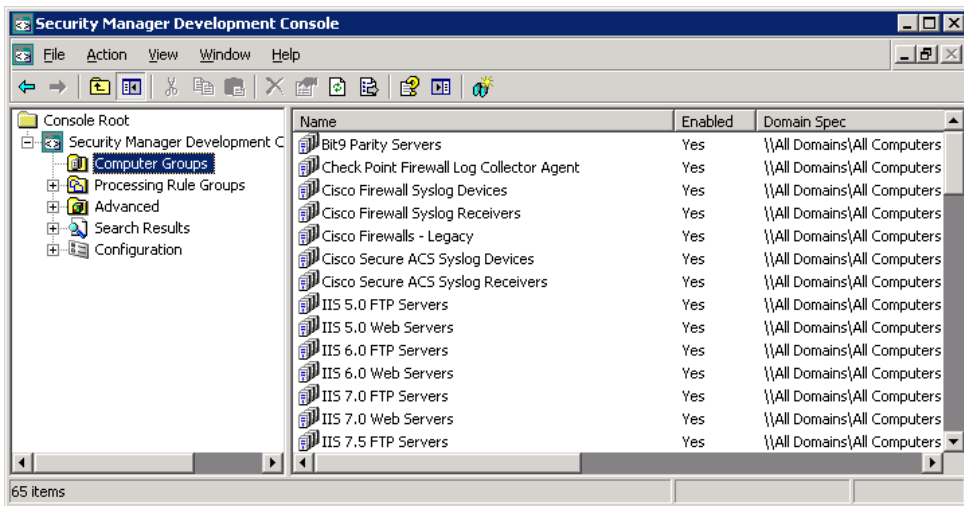 Security Manager Development Console
File Action View Window Help
Console Root
Security Manager Development C
Computer Groups
Processing Rule Groups
Advanced
Search Results
Configuration
Name Enabled Domain Spec
Bit9 Parity Servers Yes \\All Domains\All Computers
Check Point Firewall Log Collector Agent Yes \\All Domains\All Computers
Cisco Firewall Syslog Devices Yes \\All Domains\All Computers
Cisco Firewall Syslog Receivers Yes \\All Domains\All Computers
Cisco Firewalls - Legacy Yes \\All Domains\All Computers
Cisco Secure ACS Syslog Devices Yes \\All Domains\All Computers
Cisco Secure ACS Syslog Receivers Yes \\All Domains\All Computers
IIS 5.0 FTP Servers Yes \\All Domains\All Computers
IIS 5.0 Web Servers Yes \\All Domains\All Computers
IIS 6.0 FTP Servers Yes \\All Domains\All Computers
IIS 6.0 Web Servers Yes \\All Domains\All Computers
IIS 7.0 FTP Servers Yes \\All Domains\All Computers
IIS 7.0 Web Servers Yes \\All Domains\All Computers
IIS 7.5 FTP Servers Yes \\All Domains\All Computers
65 items